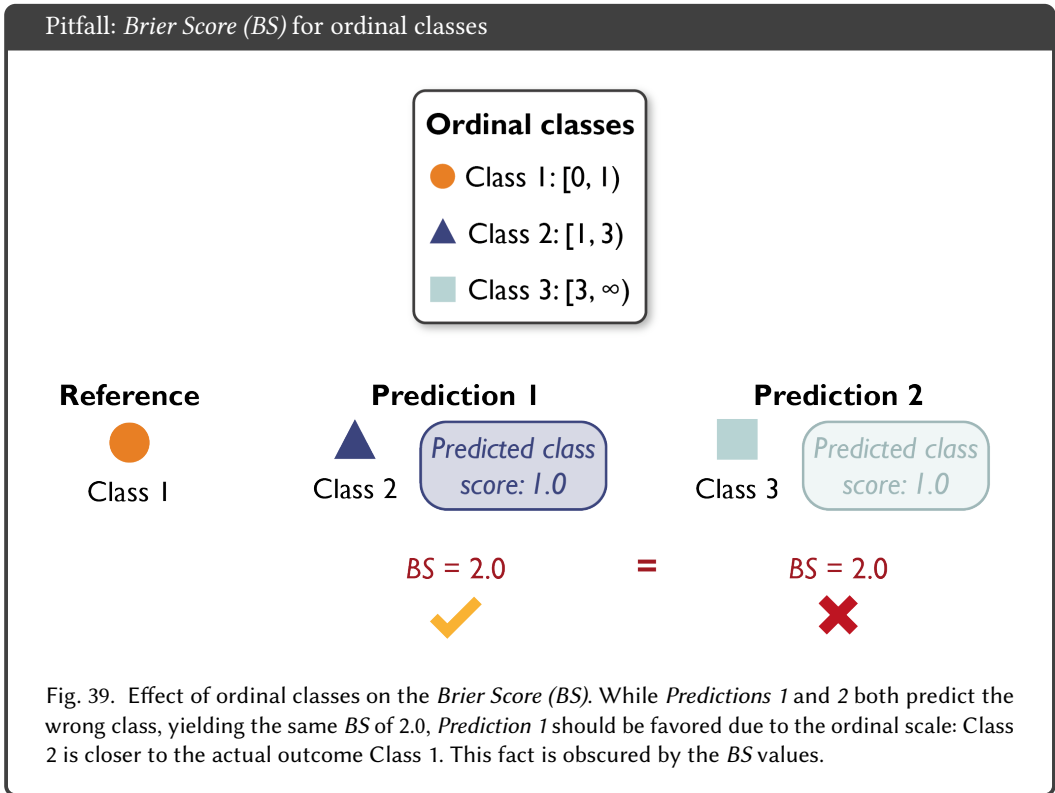 Pitfall: Brier Score (BS) for ordinal classes
Ordinal classes
Class 1: [0, 1)
Class 2: [1, 3)
Class 3: [3, ∞)
Reference
Class 1
Prediction 1
Class 2
Predicted class
score: 1.0
Prediction 2
Class 3
Predicted class
score: 1.0
BS = 2.0
=
BS = 2.0
Fig. 39. Effect of ordinal classes on the Brier Score (BS). While Predictions 1 and 2 both predict the
wrong class, yielding the same BS of 2.0, Prediction 1 should be favored due to the ordinal scale: Class
2 is closer to the actual outcome Class 1. This fact is obscured by the BS values.